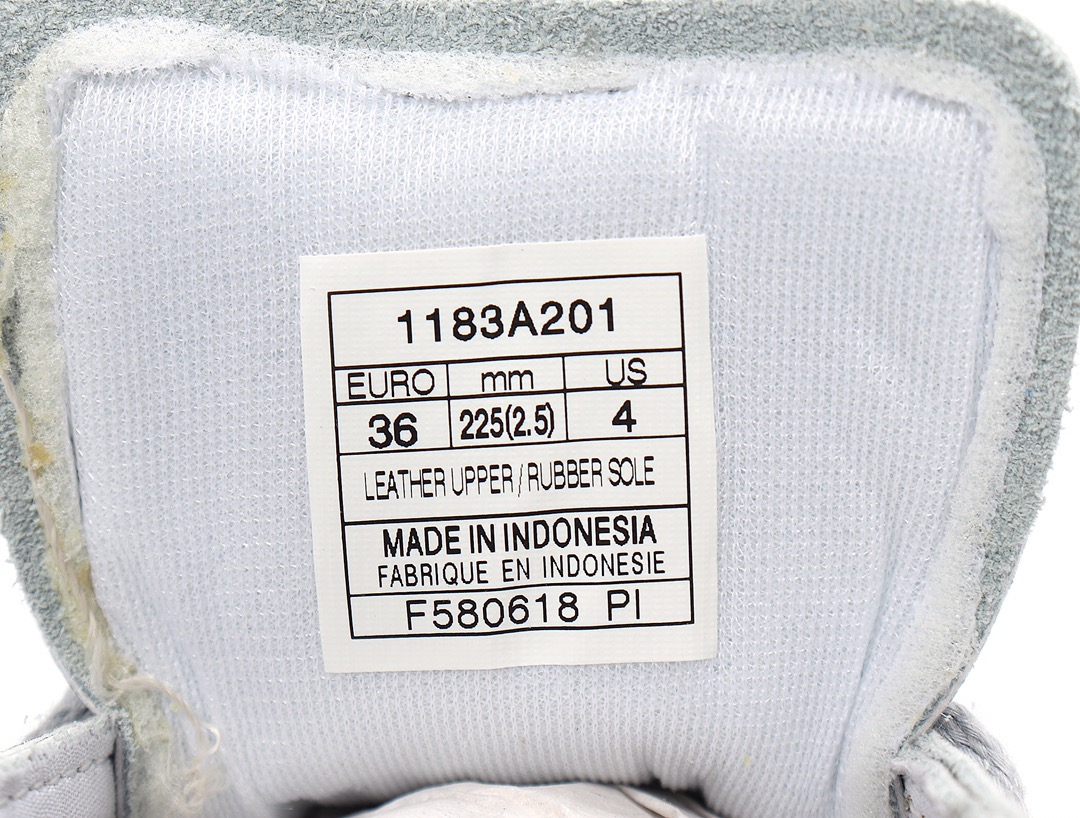 1183A201
EURO mm US
36 225(2.5) 4
LEATHER UPPER / RUBBER SOLE
MADE IN INDONESIA
FABRIQUE EN INDONESIE
F580618 PI